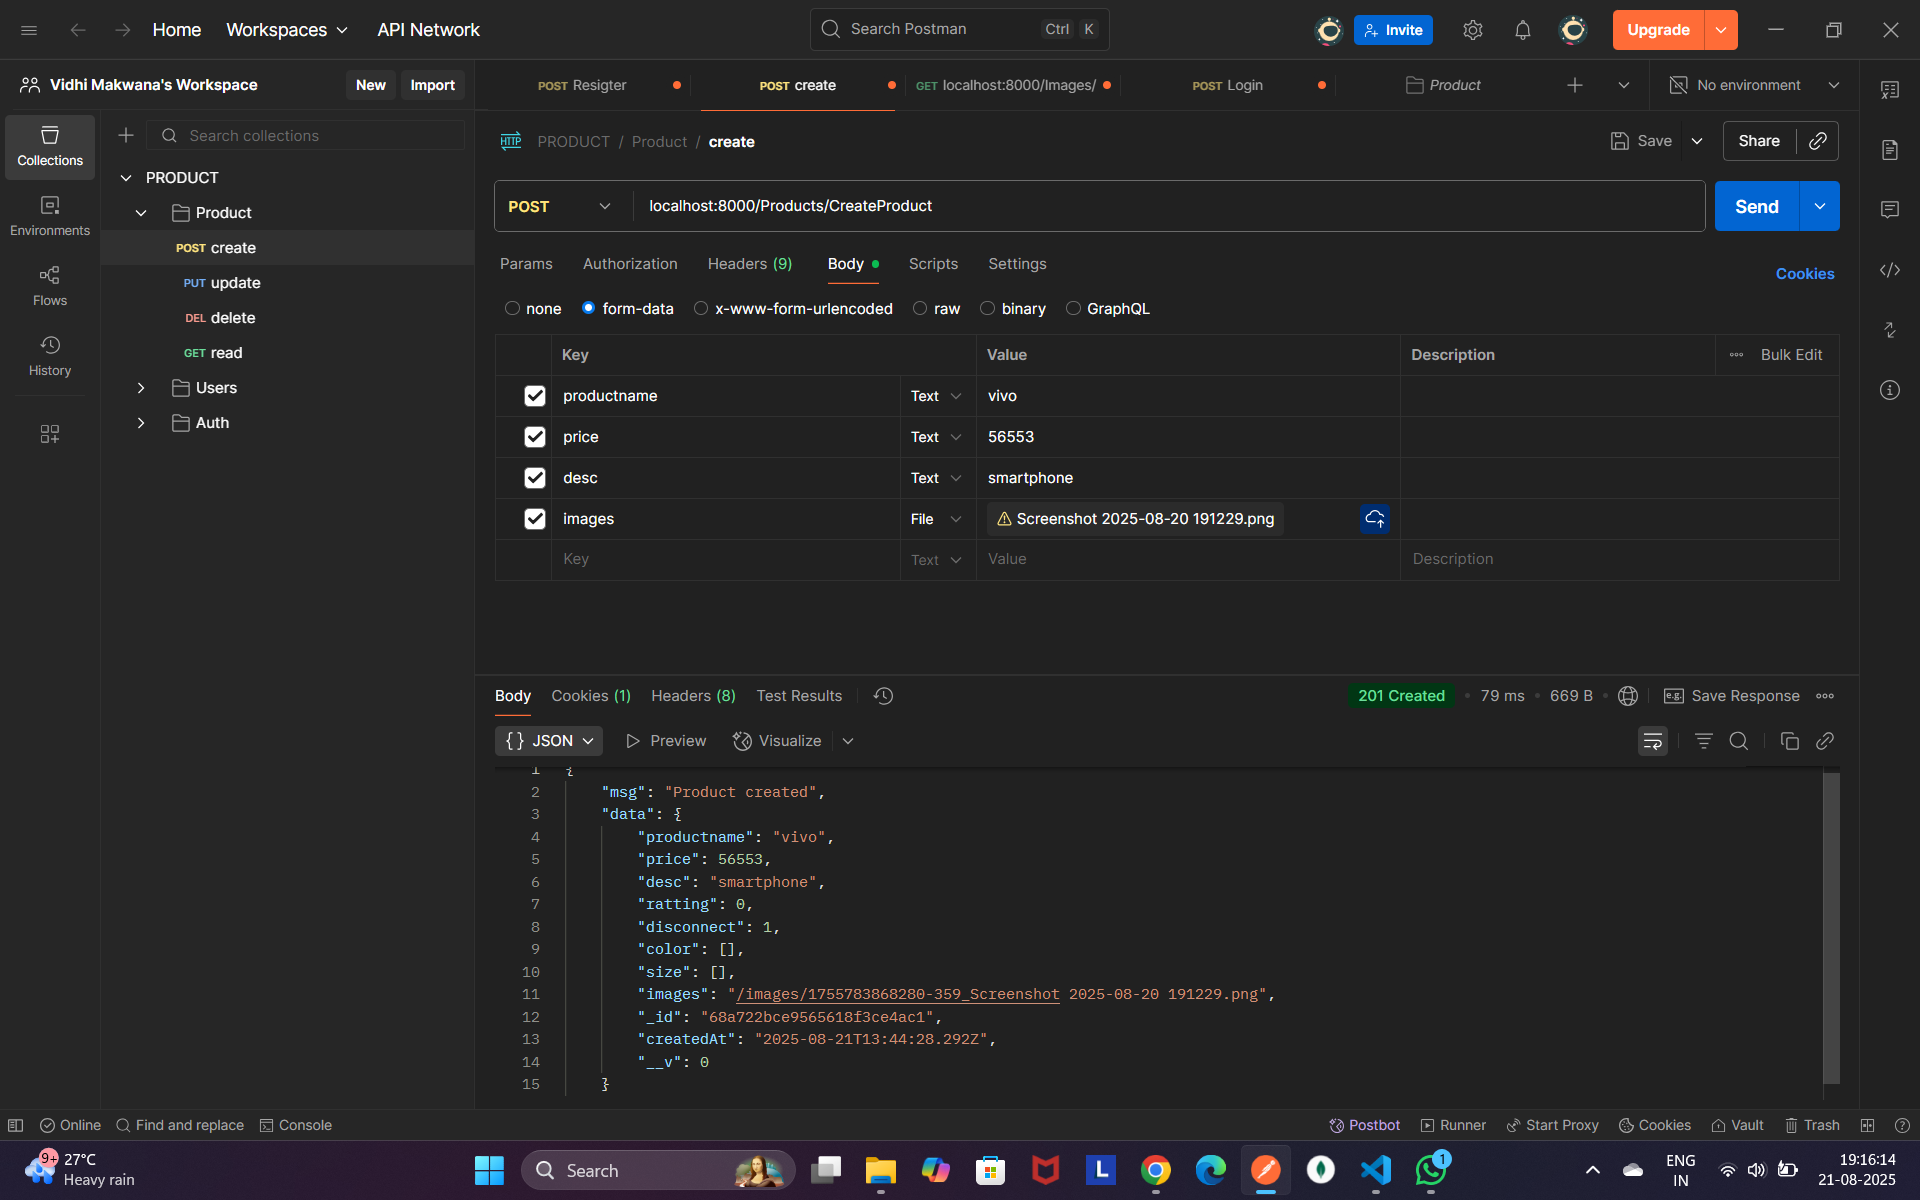 Home
Workspaces
API Network
Search Postman
Ctrl
K
Invite
Upgrade
Vidhi Makwana's Workspace
New
Import
POST Resigter
POST create
GET localhost:8000/Images/
POST Login
Product
No environment
Collections
Environments
Flows
History
Search collections
PRODUCT
Product
POST create
PUT update
DEL delete
GET read
Users
Auth
HTTP
PRODUCT / Product / create
Save
Share
POST
localhost:8000/Products/CreateProduct
Send
Params
Authorization
Headers (9)
Body
Scripts
Settings
Cookies
none
form-data
x-www-form-urlencoded
raw
binary
GraphQL
Key
Value
Description
Bulk Edit
productname
Text
vivo
price
Text
56553
desc
Text
smartphone
images
File
Screenshot 2025-08-20 191229.png
Key
Text
Value
Description
Body
Cookies (1)
Headers (8)
Test Results
201 Created
79 ms
669 B
e.g.
Save Response
{} JSON
Preview
Visualize
1 {
2 "msg": "Product created",
3 "data": {
4 "productname": "vivo",
5 "price": 56553,
6 "desc": "smartphone",
7 "ratting": 0,
8 "disconnect": 1,
9 "color": [],
10 "size": [],
11 "images": "/images/1755783868280-359_Screenshot 2025-08-20 191229.png",
12 "_id": "68a722bce9565618f3ce4ac1",
13 "createdAt": "2025-08-21T13:44:28.292Z",
14 "__v": 0
15 }
Online
Find and replace
Console
Postbot
Runner
Start Proxy
Cookies
Vault
Trash
9+
27°C
Heavy rain
Search
L
1
ENG
IN
19:16:14
21-08-2025